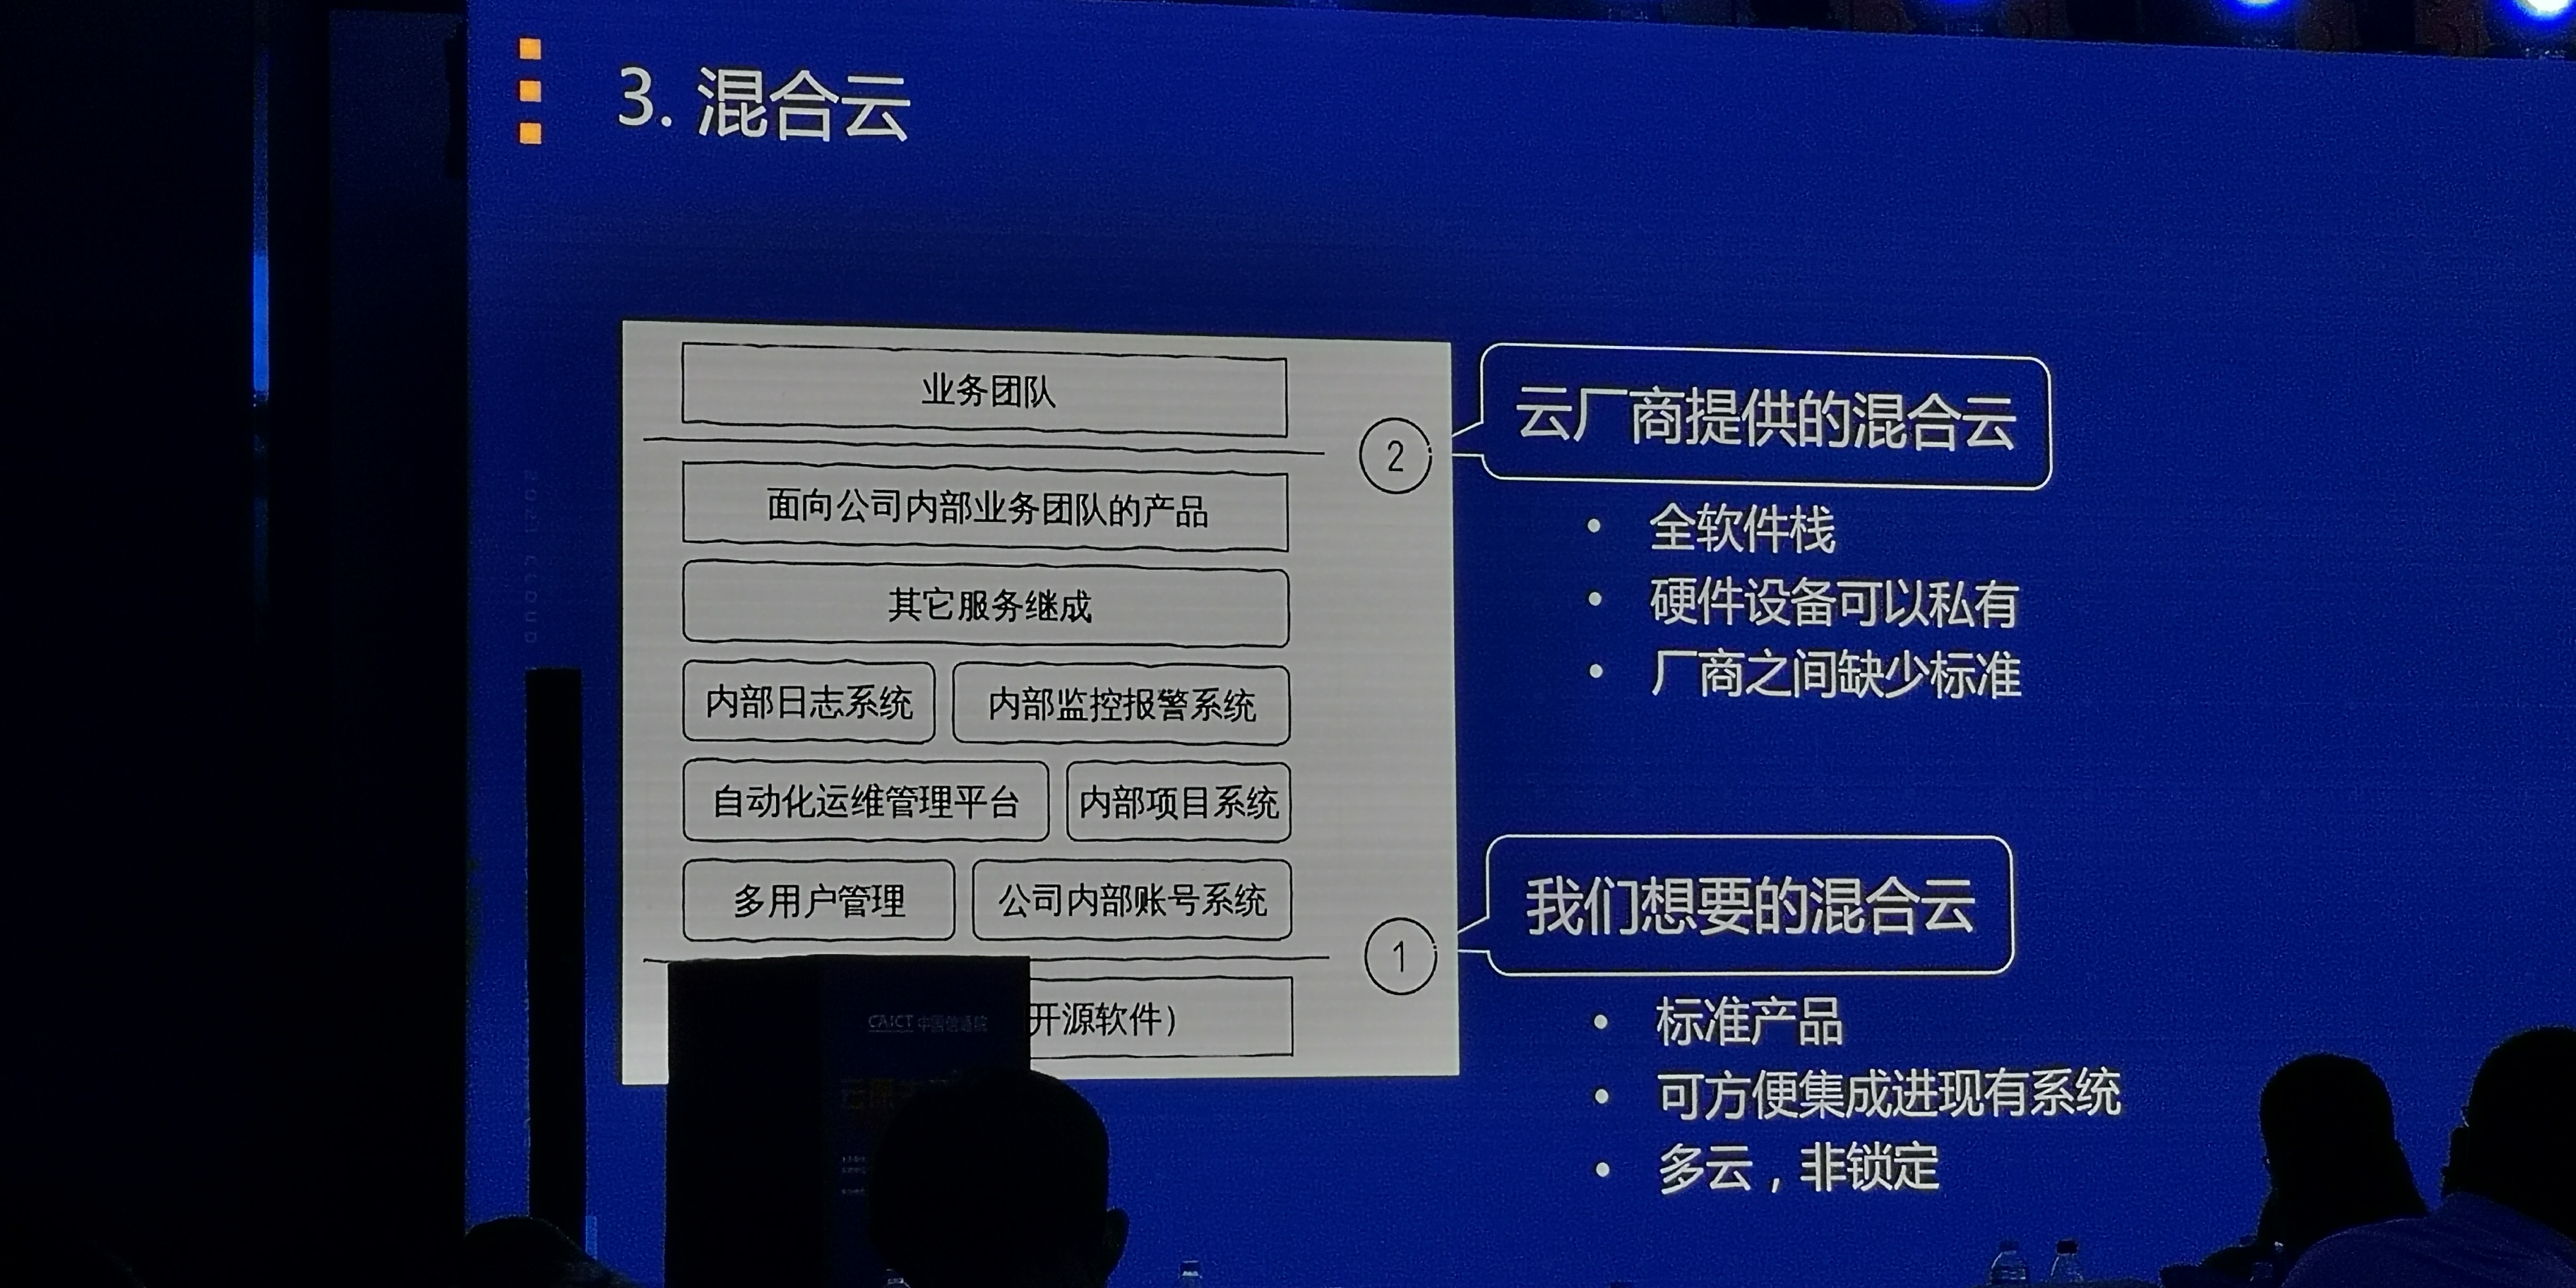 3. 混合云
业务团队
面向公司内部业务团队的产品
其它服务继成
内部日志系统 内部监控报警系统
自动化运维管理平台 内部项目系统
多用户管理 公司内部账号系统
开源软件）
2
云厂商提供的混合云
• 全软件栈
• 硬件设备可以私有
• 厂商之间缺少标准
1
我们想要的混合云
• 标准产品
• 可方便集成进现有系统
• 多云，非锁定
2021 CLOUD
CAICT 中国信通院